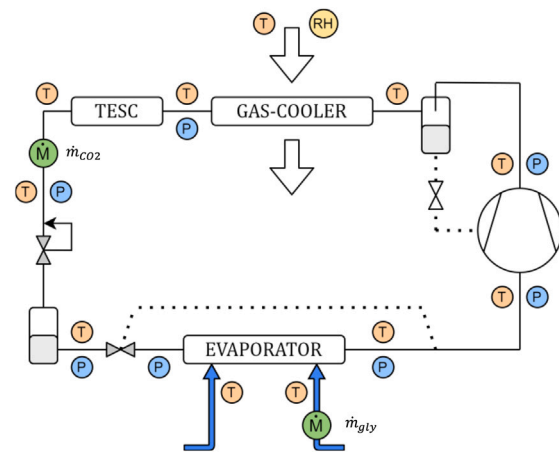 T RH
T T T
TESC GAS-COOLER
P
Ṁ ṁCO2
T P T P
T P
T T
EVAPORATOR
P P P
T T
Ṁ ṁgly